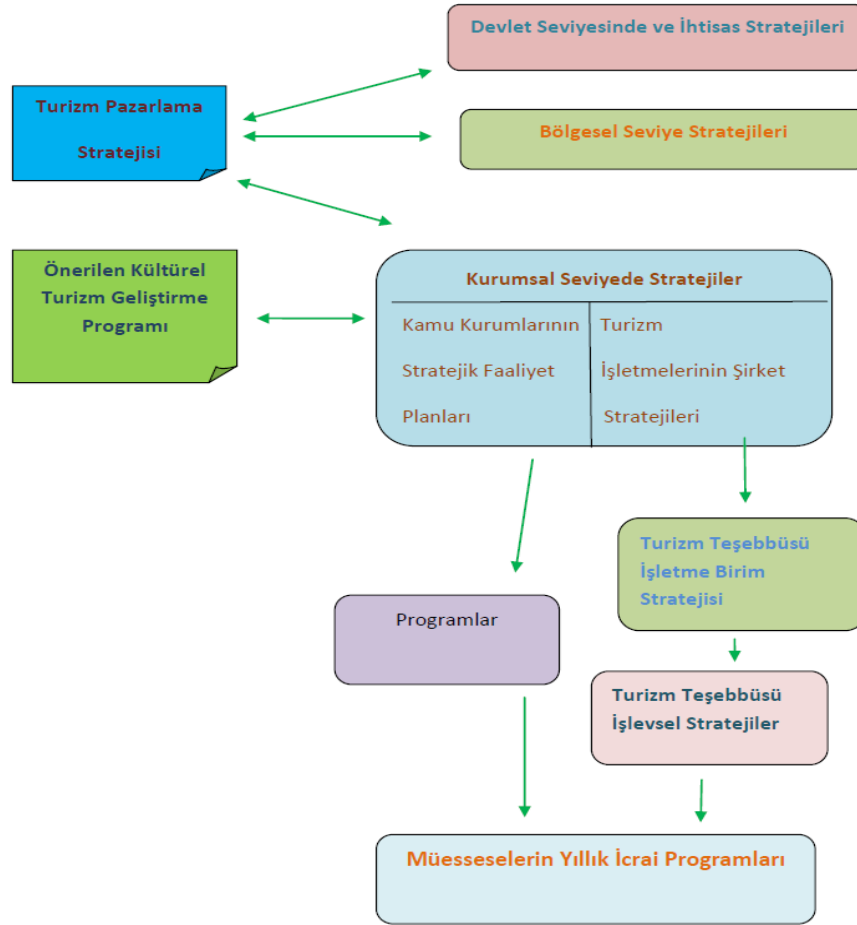 Devlet Seviyesinde ve İhtisas Stratejileri
Turizm Pazarlama
Stratejisi
Bölgesel Seviye Stratejileri
Önerilen Kültürel
Turizm Geliştirme
Programı
Kurumsal Seviyede Stratejiler
Kamu Kurumlarının
Stratejik Faaliyet
Planları
Turizm
İşletmelerinin Şirket
Stratejileri
Turizm Teşebbüsü
İşletme Birim
Stratejisi
Programlar
Turizm Teşebbüsü
İşlevsel Stratejiler
Müesseselerin Yıllık İcrai Programları